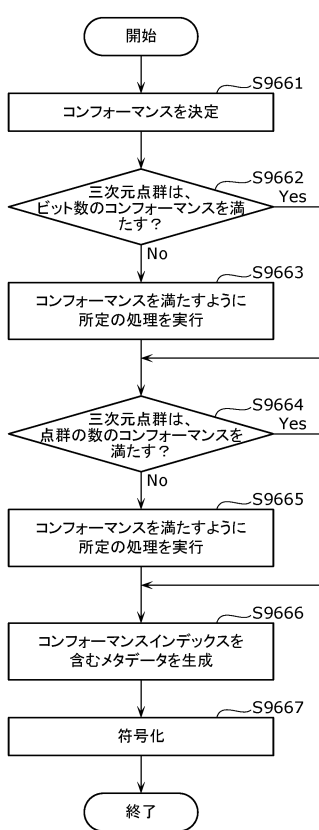 開始
S9661
コンフォーマンスを決定
S9662
三次元点群は、
ビット数のコンフォーマンスを満
たす？
Yes
No
S9663
コンフォーマンスを満たすように
所定の処理を実行
S9664
三次元点群は、
点群の数のコンフォーマンスを
満たす？
Yes
No
S9665
コンフォーマンスを満たすように
所定の処理を実行
S9666
コンフォーマンスインデックスを
含むメタデータを生成
S9667
符号化
終了